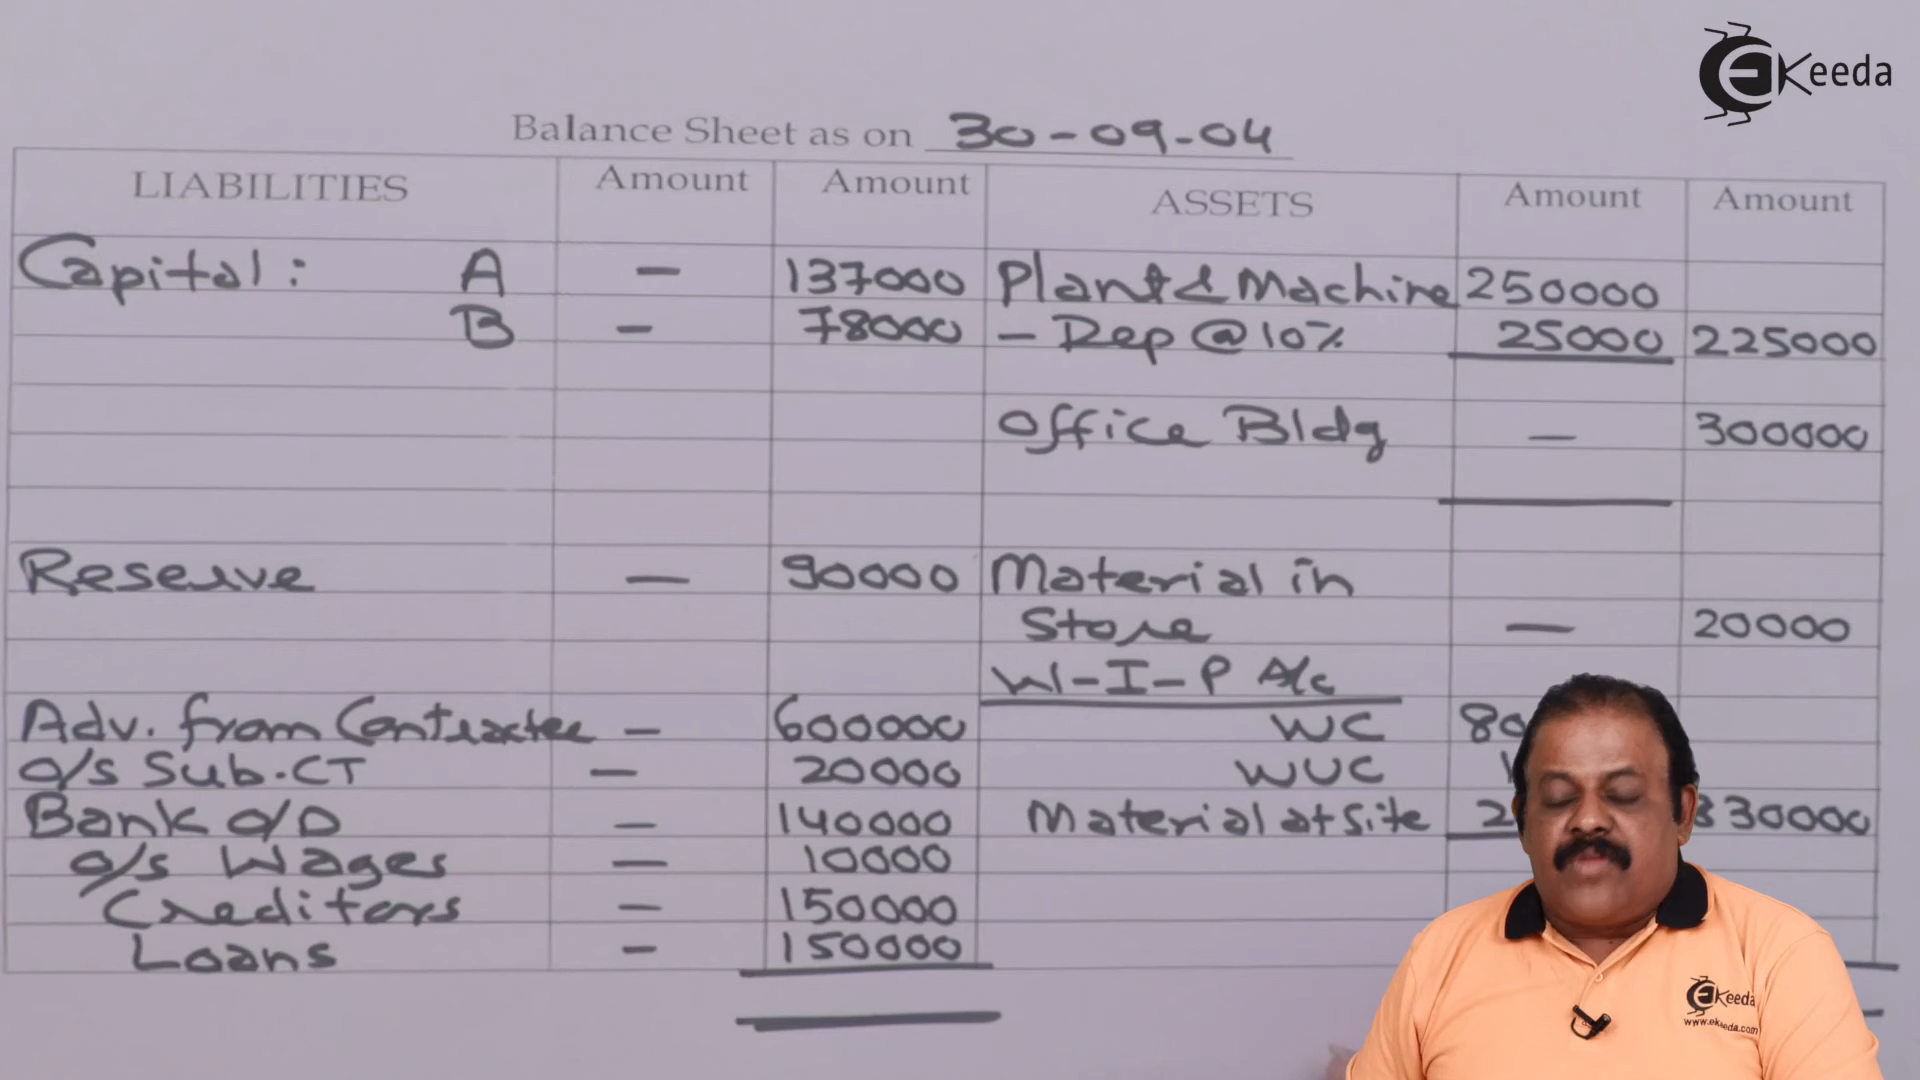 EKeeda
Balance Sheet as on 30-09-04
LIABILITIES Amount Amount ASSETS Amount Amount
Capital: A - 137000 Plant & Machine 250000
B - 78000 - Dep @ 10% 25000 225000
Office Bldg - 300000
Reserve - 90000 Material in
Store - 20000
W-I-P A/c
Adv. from Contractee - 600000 WC
O/s Sub.CT - 20000 WUC
Bank O/D - 140000 Material at Site
O/s Wages - 10000
Creditors - 150000
Loans - 150000
EKeeda
www.ekeeda.com